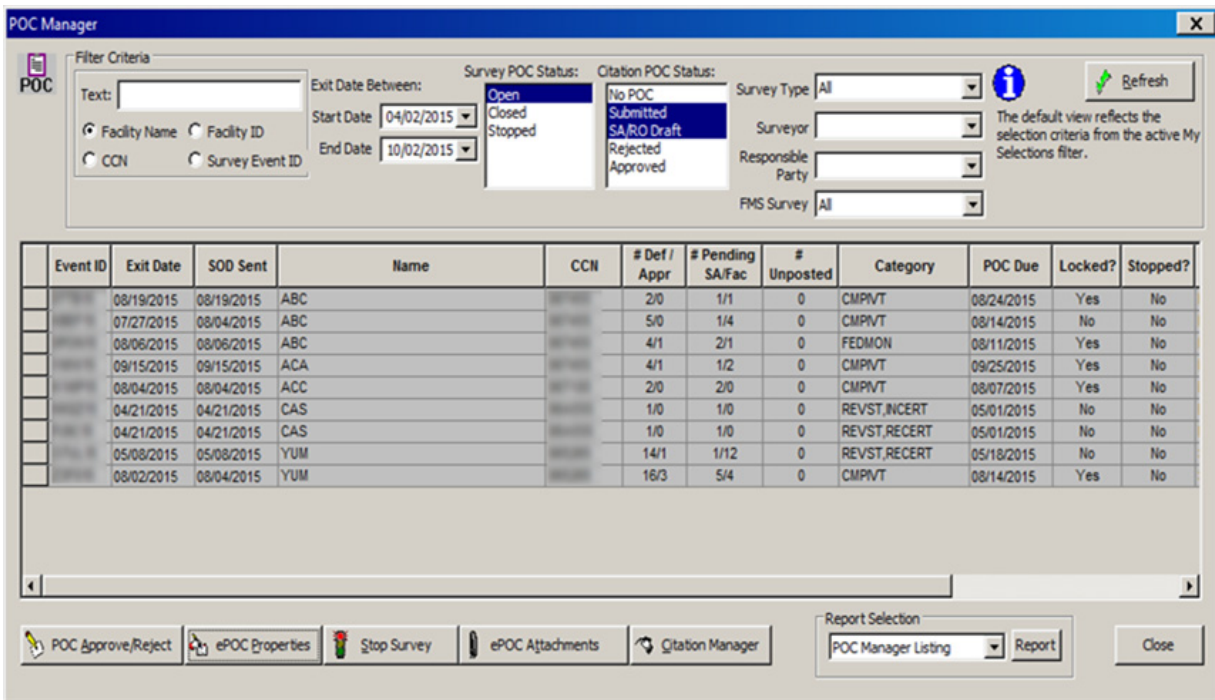 POC Manager
POC
Filter Criteria
Text:
Facility Name Facility ID
CCN Survey Event ID
Exit Date Between:
Start Date 04/02/2015
End Date 10/02/2015
Survey POC Status:
Open
Closed
Stopped
Citation POC Status:
No POC
Submitted
SA/RO Draft
Rejected
Approved
Survey Type All
Surveyor
Responsible
Party
FMS Survey All
Refresh
The default view reflects the
selection criteria from the active My
Selections filter.
Event ID Exit Date SOD Sent Name CCN # Def / Appr # Pending SA/Fac # Unposted Category POC Due Locked? Stopped?
08/19/2015 08/19/2015 ABC 2/0 1/1 0 CMPIVT 08/24/2015 Yes No
07/27/2015 08/04/2015 ABC 5/0 1/4 0 CMPIVT 08/14/2015 No No
08/06/2015 08/06/2015 ABC 4/1 2/1 0 FEDMON 08/11/2015 Yes No
09/15/2015 09/15/2015 ACA 4/1 1/2 0 CMPIVT 09/25/2015 Yes No
08/04/2015 08/04/2015 ACC 2/0 2/0 0 CMPIVT 08/07/2015 Yes No
04/21/2015 04/21/2015 CAS 1/0 1/0 0 REVST,INCERT 05/01/2015 No No
04/21/2015 04/21/2015 CAS 1/0 1/0 0 REVST,RECERT 05/01/2015 No No
05/08/2015 05/08/2015 YUM 14/1 1/12 0 REVST,RECERT 05/18/2015 No No
08/02/2015 08/04/2015 YUM 16/3 5/4 0 CMPIVT 08/14/2015 Yes No
POC Approve/Reject ePOC Properties Stop Survey ePOC Attachments Citation Manager
Report Selection
POC Manager Listing Report
Close